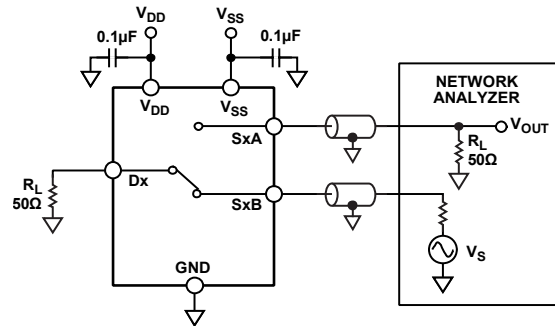 VDD
VSS
0.1µF
0.1µF
VDD
VSS
NETWORK
ANALYZER
SxA
VOUT
RL
50Ω
RL
50Ω
Dx
SxB
VS
GND